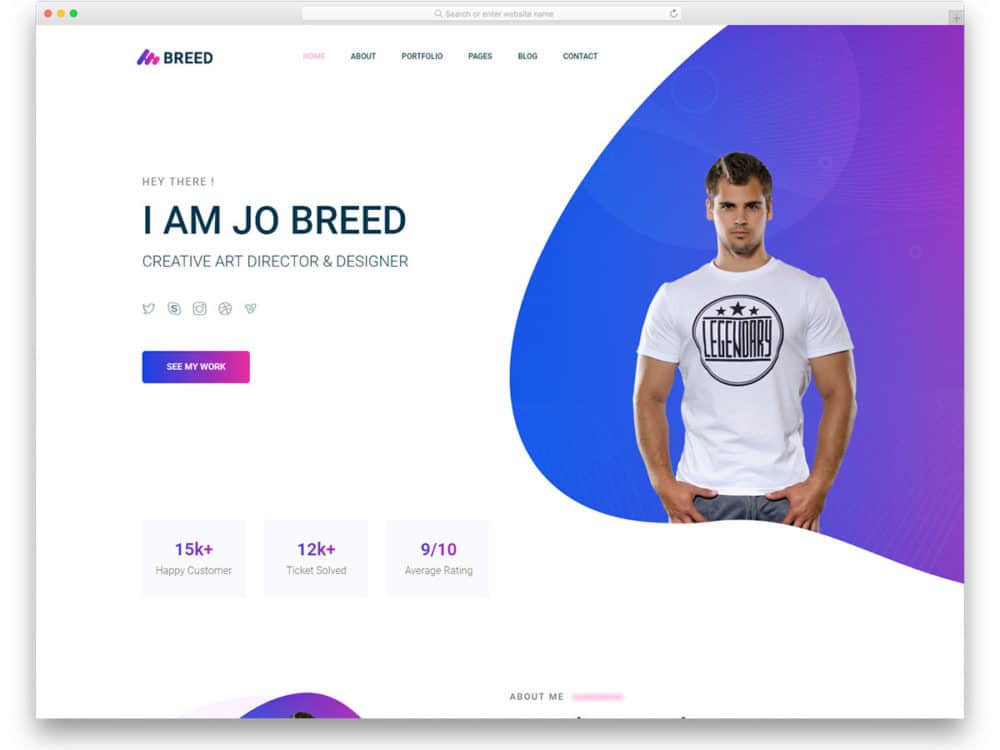 Search or enter website name
BREED
HOME ABOUT PORTFOLIO PAGES BLOG CONTACT
HEY THERE !
I AM JO BREED
CREATIVE ART DIRECTOR & DESIGNER
SEE MY WORK
LEGENDARY
15k+ 12k+ 9/10
Happy Customer Ticket Solved Average Rating
ABOUT ME